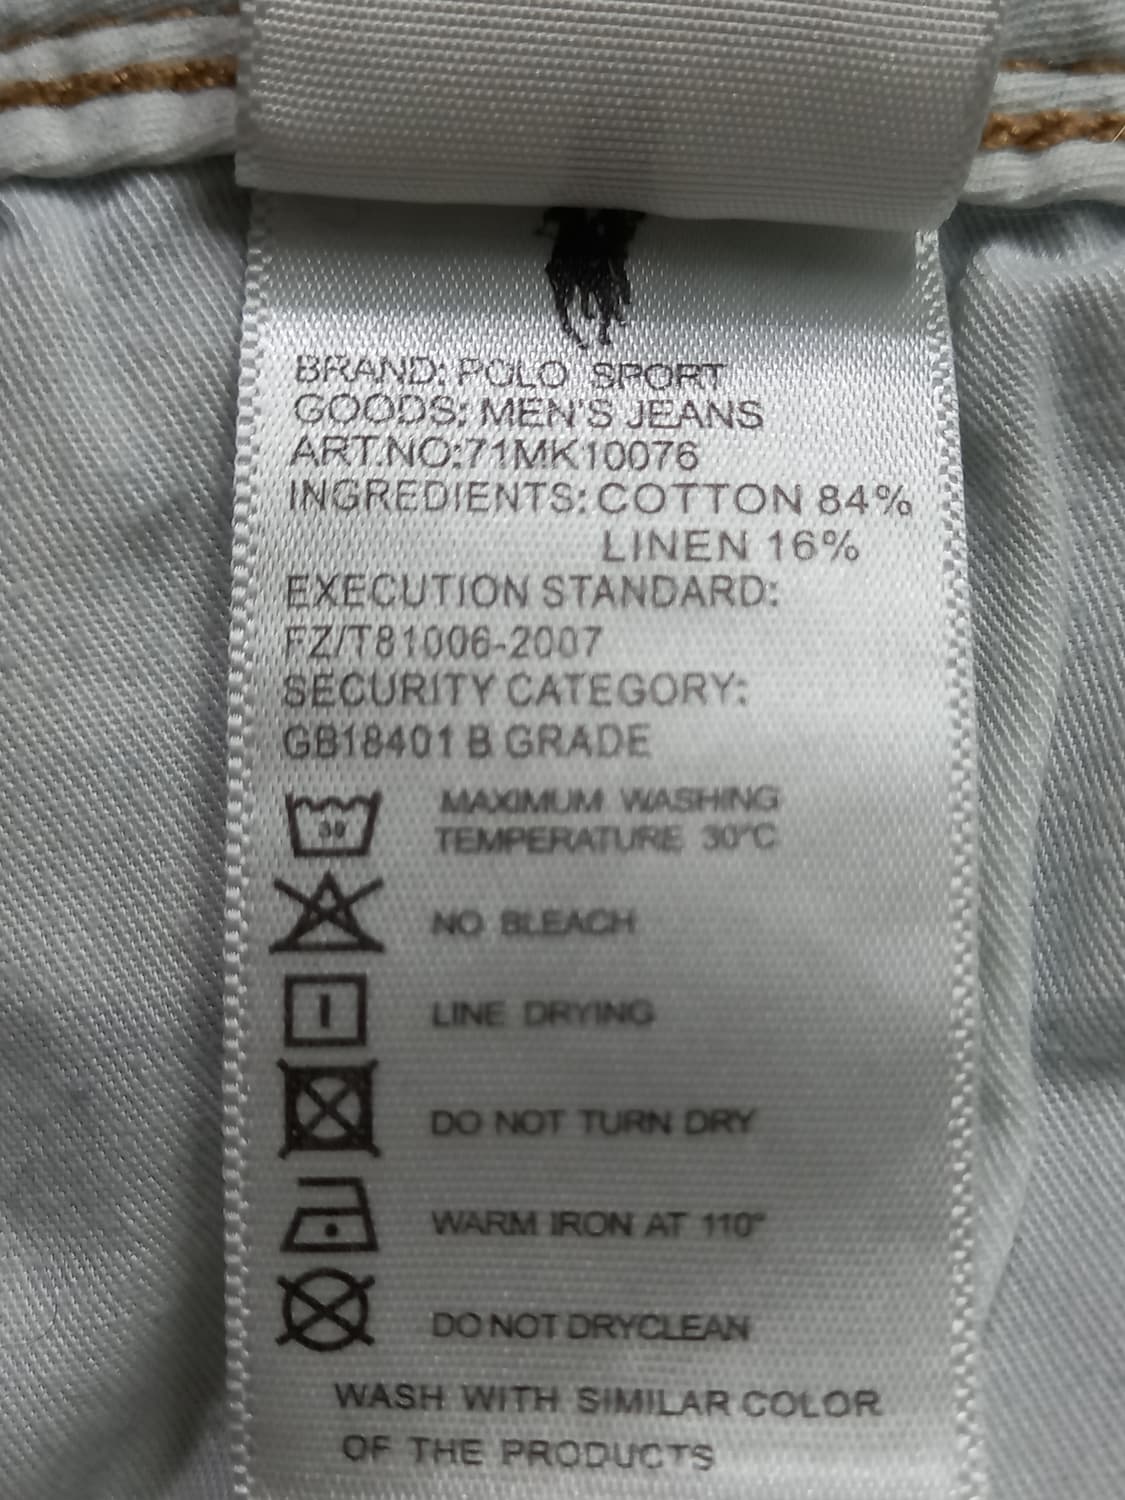 BRAND: POLO SPORT
GOODS: MEN'S JEANS
ART.NO:71MK10076
INGREDIENTS: COTTON 84%
LINEN 16%
EXECUTION STANDARD:
FZ/T81006-2007
SECURITY CATEGORY:
GB18401 B GRADE
30 MAXIMUM WASHING
TEMPERATURE 30°C
NO BLEACH
LINE DRYING
DO NOT TURN DRY
WARM IRON AT 110°
DO NOT DRYCLEAN
WASH WITH SIMILAR COLOR
OF THE PRODUCTS